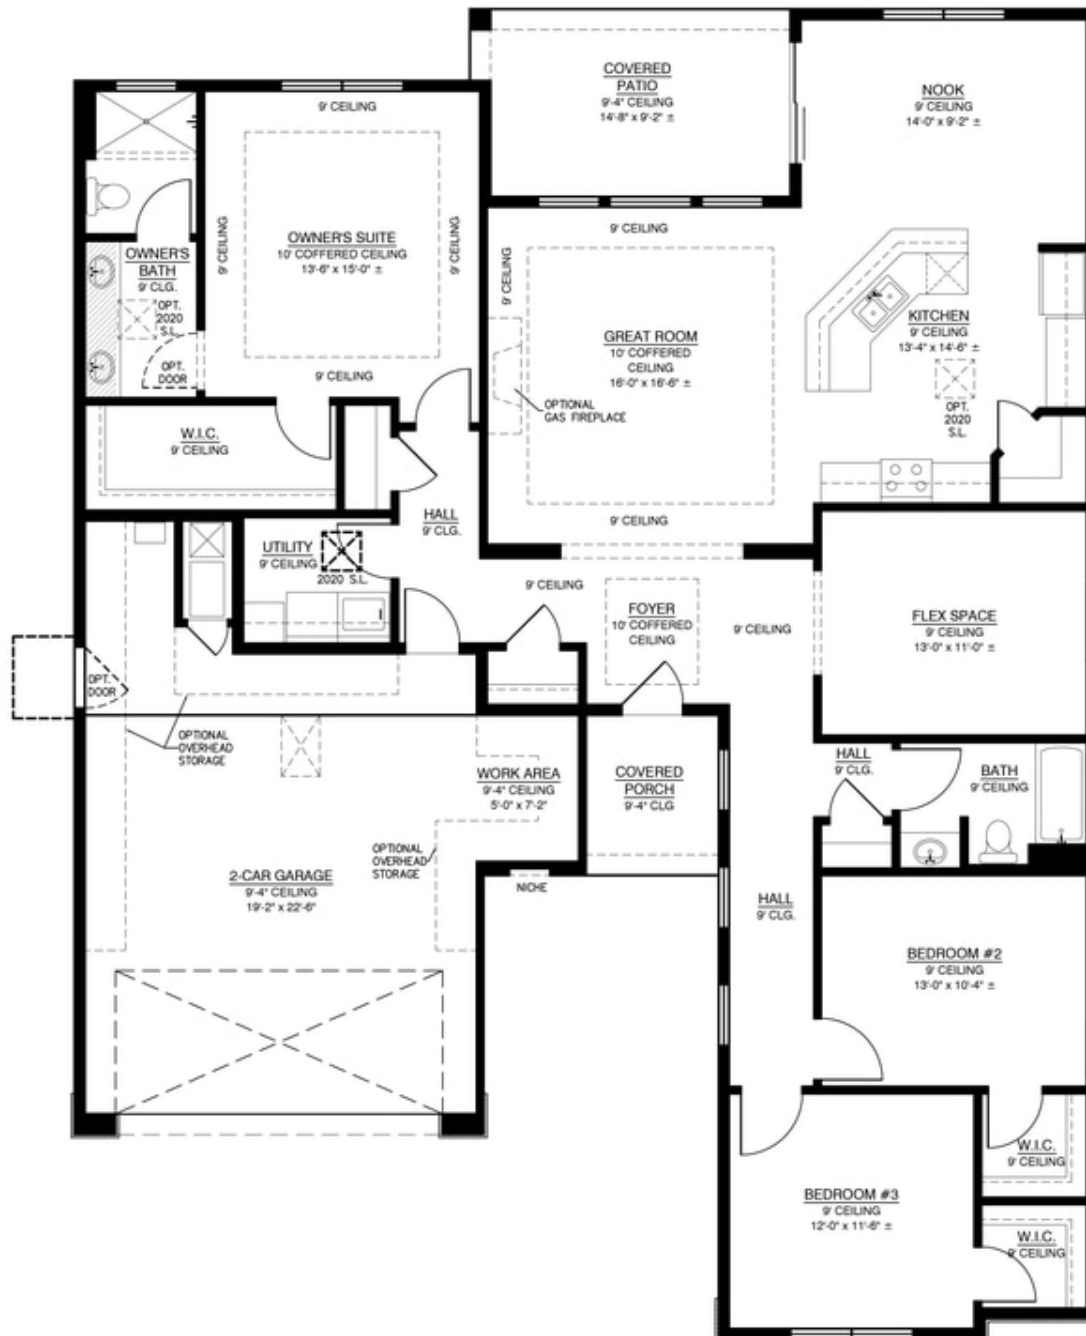 COVERED
PATIO
9'-4" CEILING
14'-8" x 9'-2" ±
NOOK
9' CEILING
14'-0" x 9'-2" ±
9' CEILING
OWNER'S SUITE
10' COFFERED CEILING
13'-6" x 15'-0" ±
9' CEILING
9' CEILING
9' CEILING
OWNER'S
BATH
9' CLG.
OPT.
2020
S.L.
OPT.
DOOR
9' CEILING
9' CEILING
GREAT ROOM
10' COFFERED
CEILING
16'-0" x 16'-6" ±
OPTIONAL
GAS FIREPLACE
9' CEILING
KITCHEN
9' CEILING
13'-4" x 14'-6" ±
OPT.
2020
S.L.
W.I.C.
9' CEILING
HALL
9' CLG.
UTILITY
9' CEILING
2020 S.L.
9' CEILING
FOYER
10' COFFERED
CEILING
9' CEILING
FLEX SPACE
9' CEILING
13'-0" x 11'-0" ±
OPT.
DOOR
OPTIONAL
OVERHEAD
STORAGE
WORK AREA
9'-4" CEILING
5'-0" x 7'-2"
COVERED
PORCH
9'-4" CLG
HALL
9' CLG.
BATH
9' CEILING
OPTIONAL
OVERHEAD
STORAGE
2-CAR GARAGE
9'-4" CEILING
19'-2" x 22'-6"
NICHE
HALL
9' CLG.
BEDROOM #2
9' CEILING
13'-0" x 10'-4" ±
W.I.C.
9' CEILING
BEDROOM #3
9' CEILING
12'-0" x 11'-6" ±
W.I.C.
9' CEILING